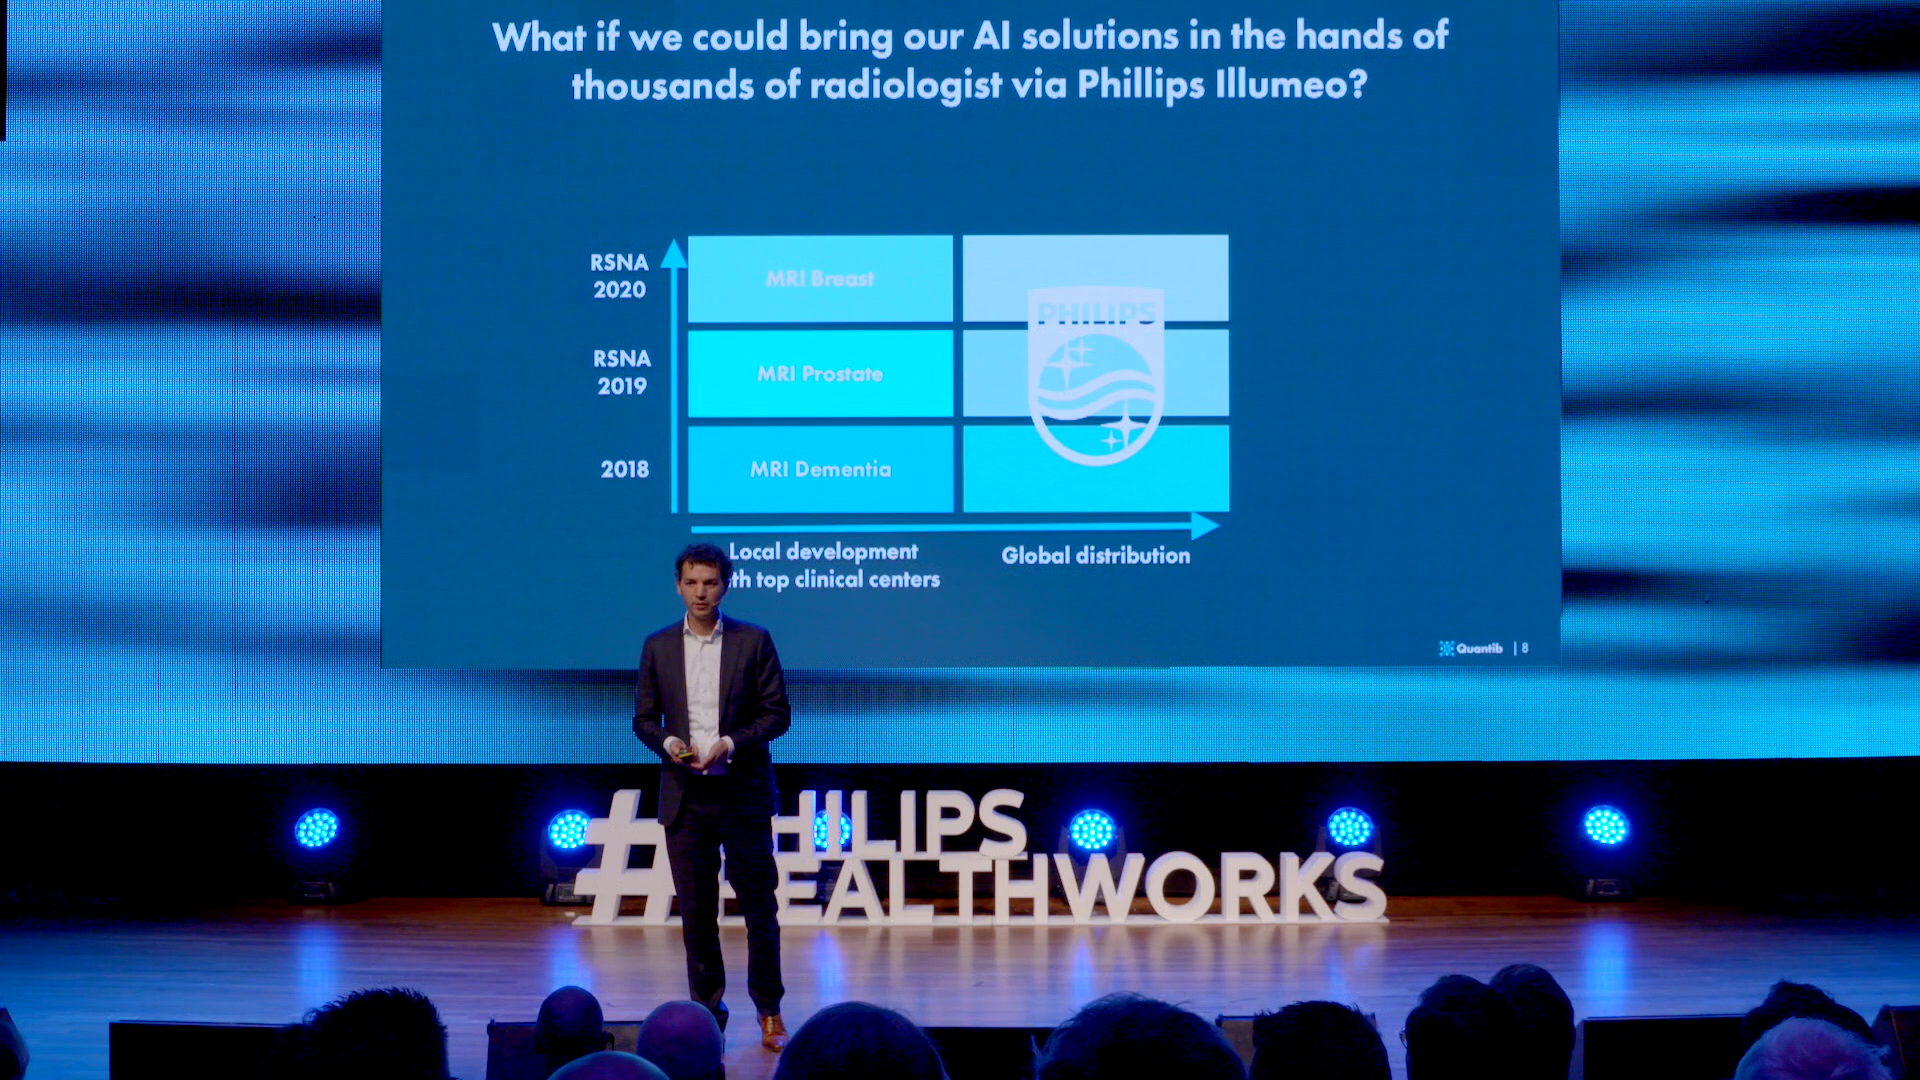 What if we could bring our AI solutions in the hands of
thousands of radiologist via Phillips Illumeo?
RSNA
2020
MRI Breast
PHILIPS
RSNA
2019
MRI Prostate
2018
MRI Dementia
Local development
th top clinical centers
Global distribution
Quantib | 8
#PHILIPS
HEALTHWORKS